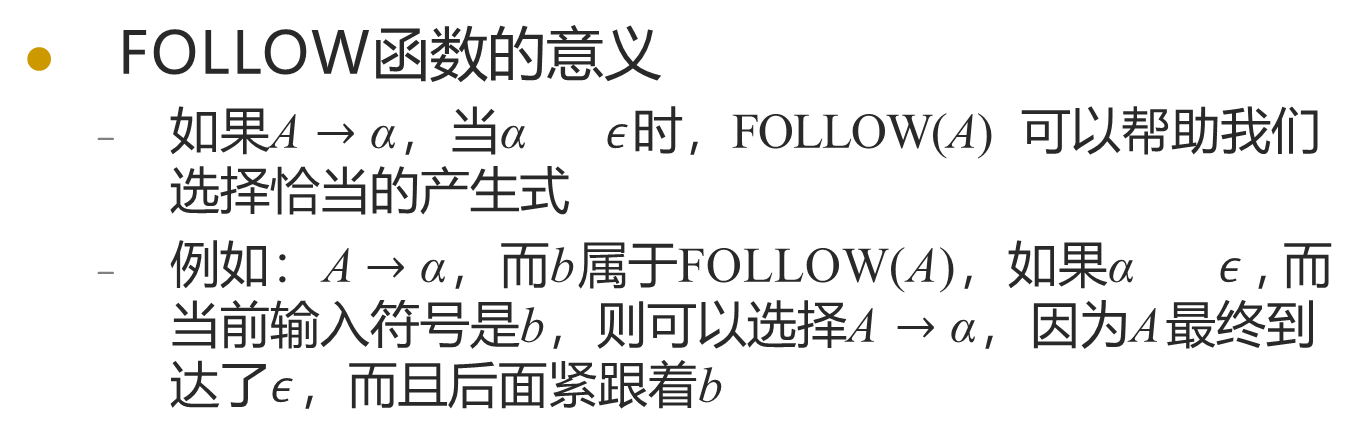 ● FOLLOW函数的意义
– 如果A → α，当α ϵ时，FOLLOW(A) 可以帮助我们
选择恰当的产生式
– 例如：A → α，而b属于FOLLOW(A)，如果α ϵ , 而
当前输入符号是b，则可以选择A → α，因为A最终到
达了ϵ，而且后面紧跟着b